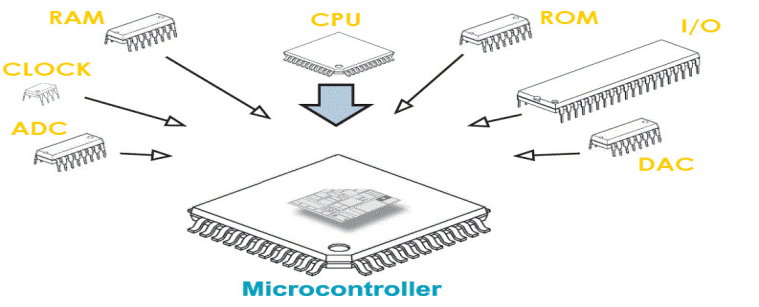 RAM
CPU
ROM
I/O
CLOCK
ADC
DAC
Microcontroller